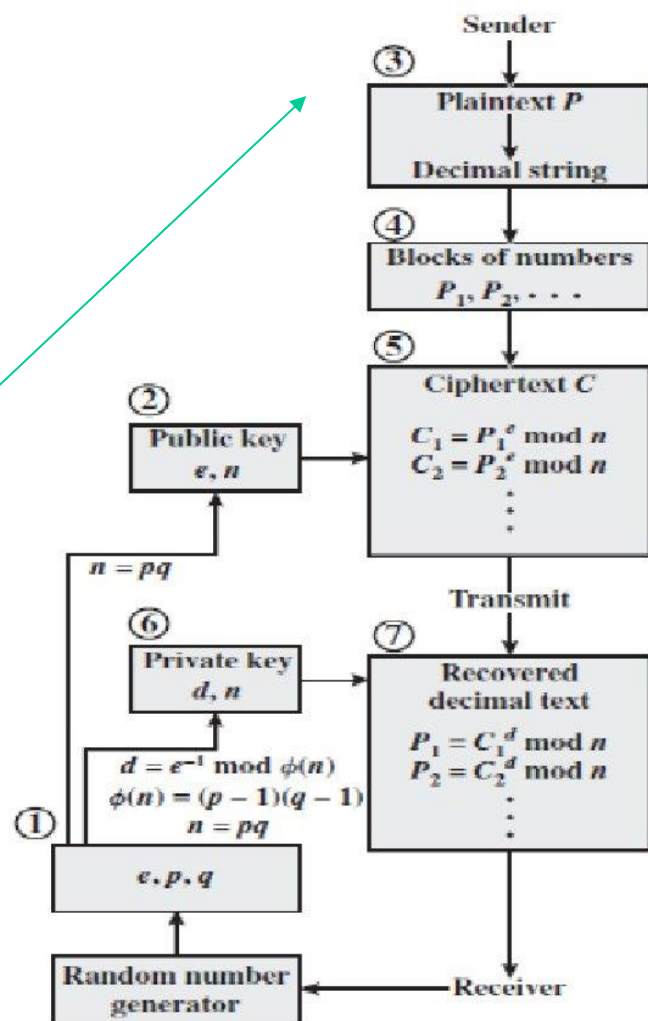 Sender
③
Plaintext P
Decimal string
④
Blocks of numbers
P₁, P₂, . . .
⑤
Ciphertext C
C₁ = P₁ᵉ mod n
C₂ = P₂ᵉ mod n
.
.
.
②
Public key
e, n
n = pq
Transmit
⑥
Private key
d, n
⑦
Recovered
decimal text
P₁ = C₁ᵈ mod n
P₂ = C₂ᵈ mod n
.
.
.
d = e⁻¹ mod ϕ(n)
ϕ(n) = (p – 1)(q – 1)
n = pq
①
e, p, q
Random number
generator
Receiver